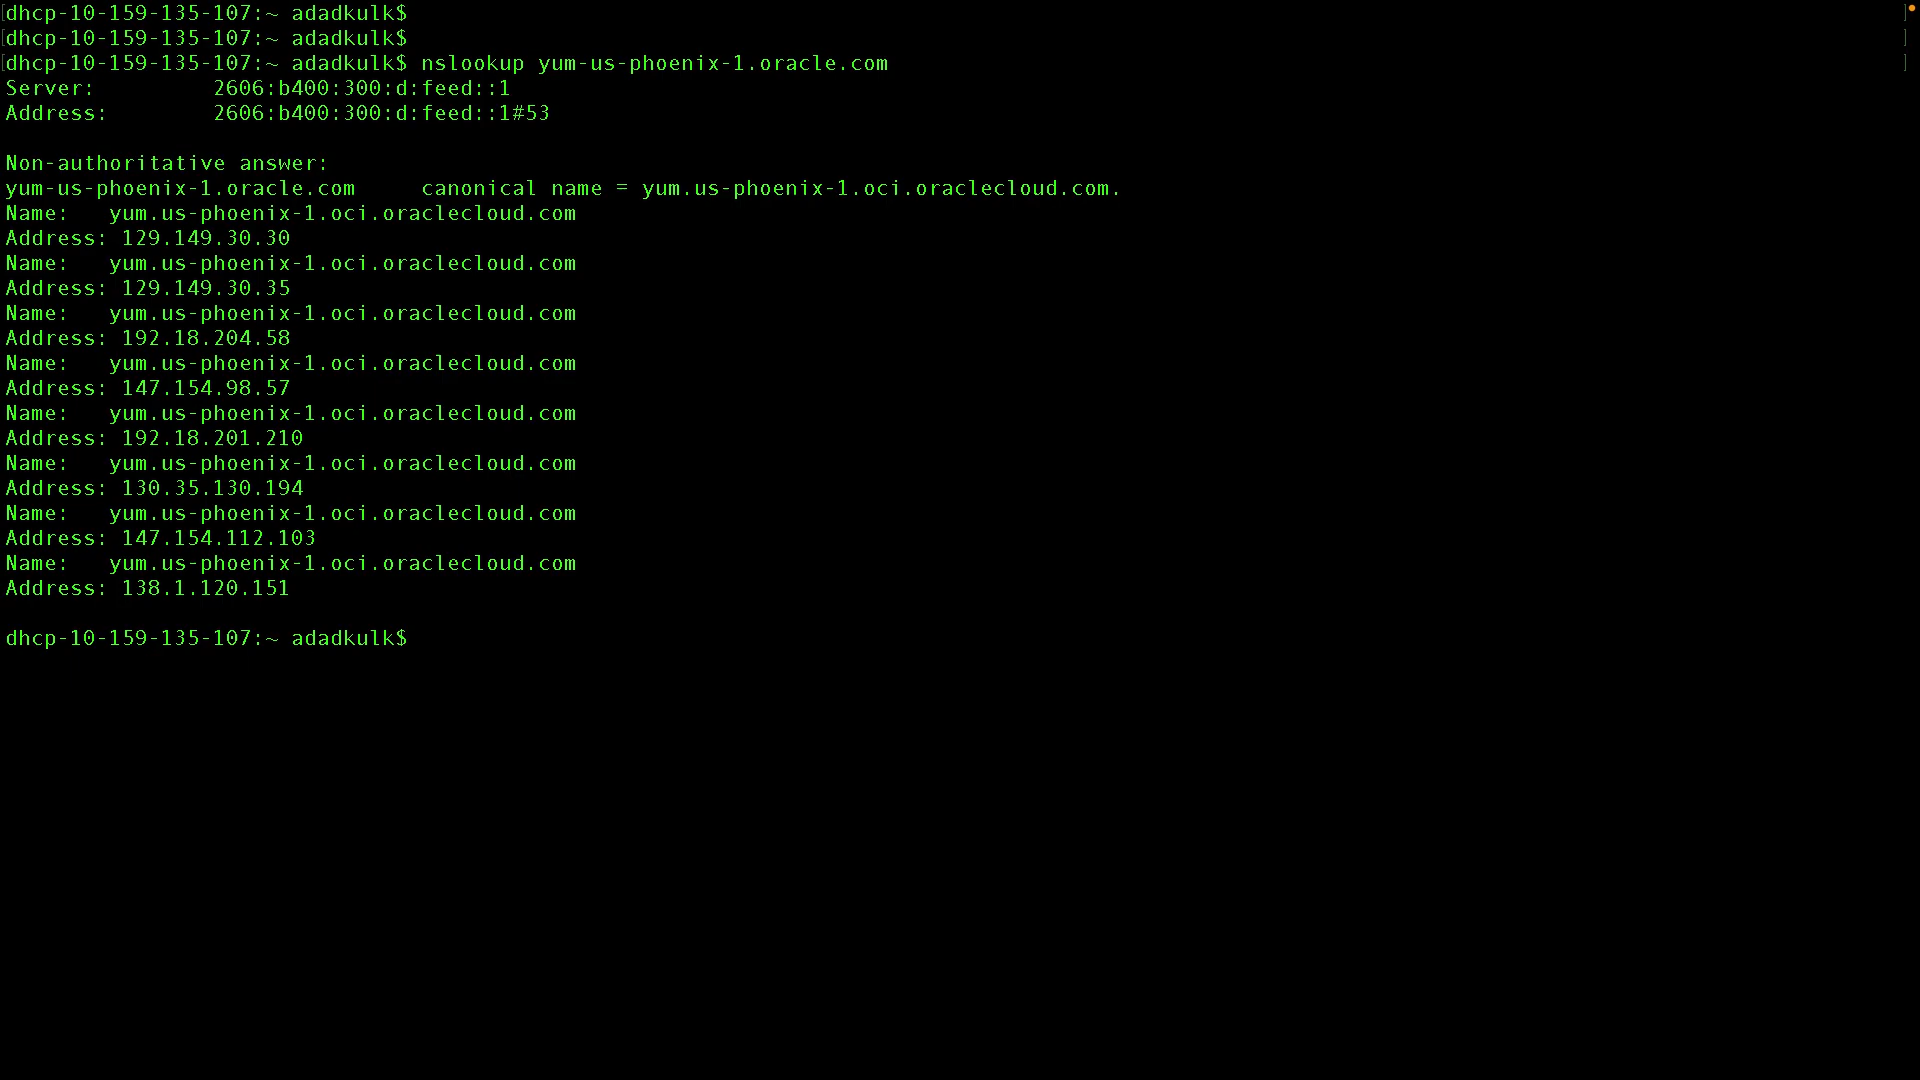 [dhcp-10-159-135-107:~ adadkulk$ ]
[dhcp-10-159-135-107:~ adadkulk$ ]
[dhcp-10-159-135-107:~ adadkulk$ nslookup yum-us-phoenix-1.oracle.com ]
Server:		2606:b400:300:d:feed::1
Address:	2606:b400:300:d:feed::1#53

Non-authoritative answer:
yum-us-phoenix-1.oracle.com	canonical name = yum.us-phoenix-1.oci.oraclecloud.com.
Name:	yum.us-phoenix-1.oci.oraclecloud.com
Address: 129.149.30.30
Name:	yum.us-phoenix-1.oci.oraclecloud.com
Address: 129.149.30.35
Name:	yum.us-phoenix-1.oci.oraclecloud.com
Address: 192.18.204.58
Name:	yum.us-phoenix-1.oci.oraclecloud.com
Address: 147.154.98.57
Name:	yum.us-phoenix-1.oci.oraclecloud.com
Address: 192.18.201.210
Name:	yum.us-phoenix-1.oci.oraclecloud.com
Address: 130.35.130.194
Name:	yum.us-phoenix-1.oci.oraclecloud.com
Address: 147.154.112.103
Name:	yum.us-phoenix-1.oci.oraclecloud.com
Address: 138.1.120.151

dhcp-10-159-135-107:~ adadkulk$